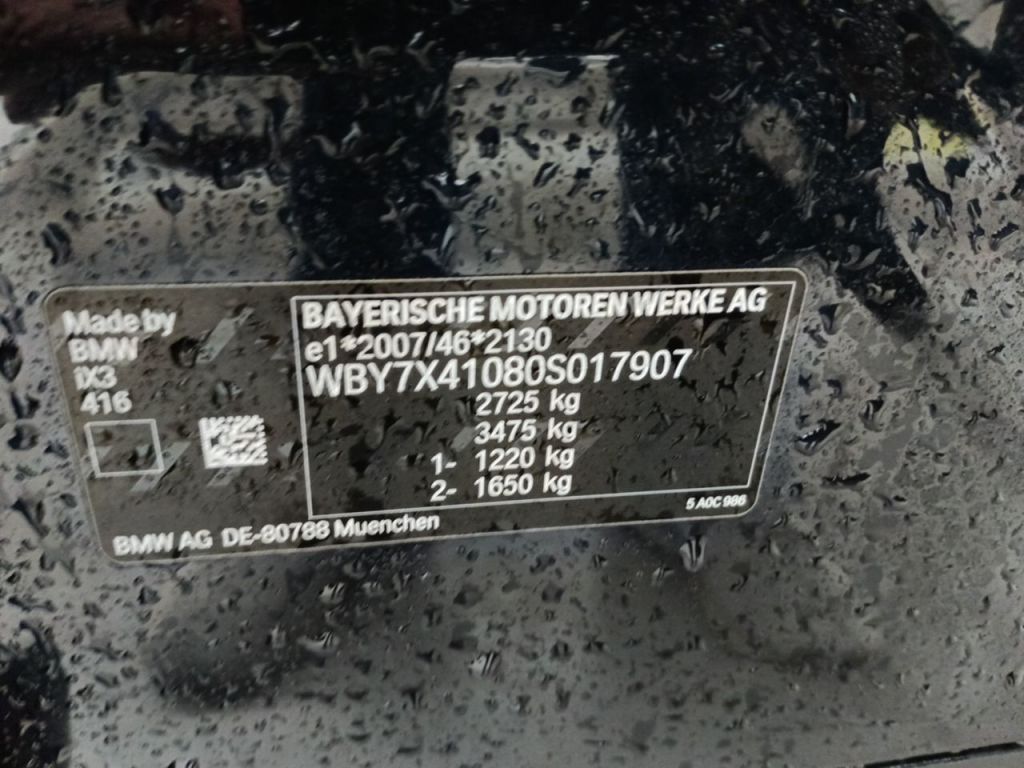 Made by
BMW
IX3
416
BAYERISCHE MOTOREN WERKE AG
e1*2007/46*2130
WBY7X41080S017907
2725 kg
3475 kg
1- 1220 kg
2- 1650 kg
5 A0C 986
BMW AG DE-80788 Muenchen